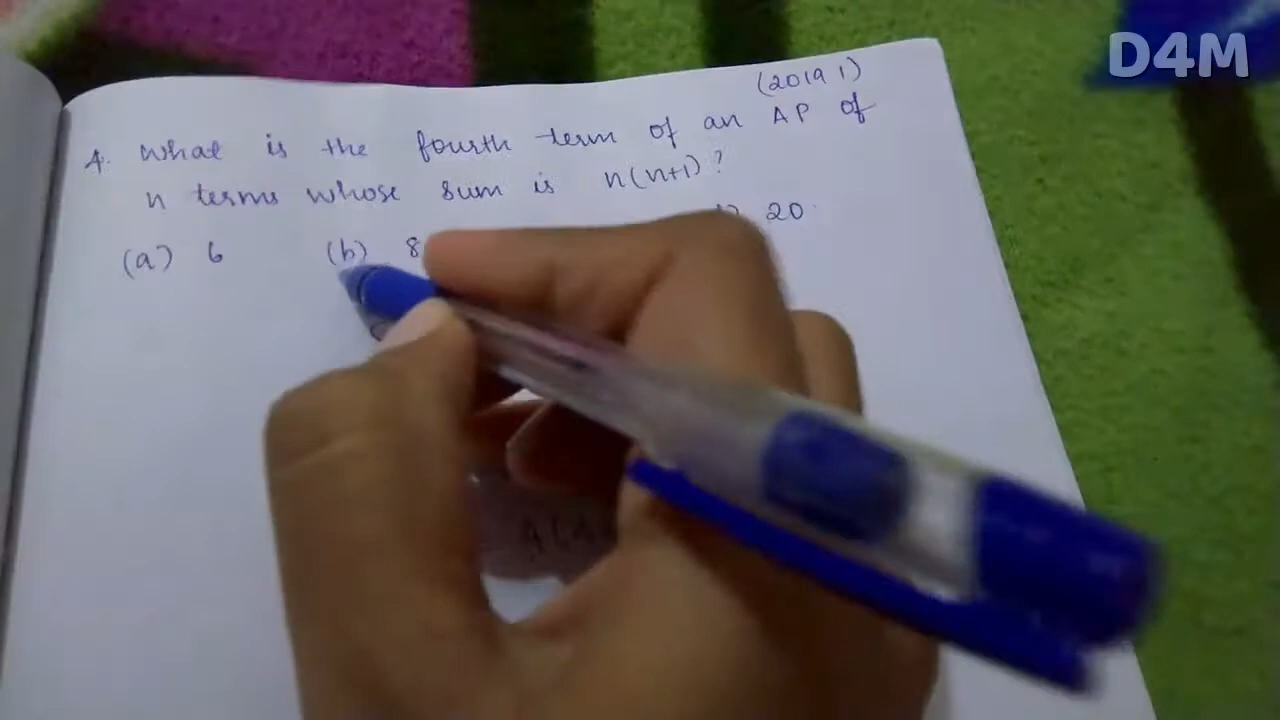 D4M
(2019 1)
4. What is the fourth term of an AP of
n terms whose sum is n(n+1)?
(a) 6 (b) 8 20